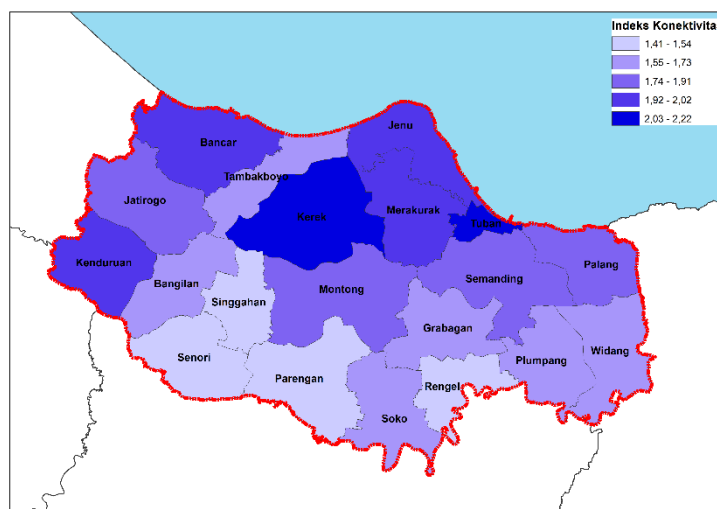 Indeks Konektivita
1,41 - 1,54
1,55 - 1,73
1,74 - 1,91
1,92 - 2,02
2,03 - 2,22
Jenu
Bancar
Tambakboyo
Jatirogo
Kerek
Merakurak
Tuban
Kenduruan
Palang
Bangilan
Semanding
Singgahan
Montong
Grabagan
Senori
Plumpang
Widang
Parengan
Rengel
Soko